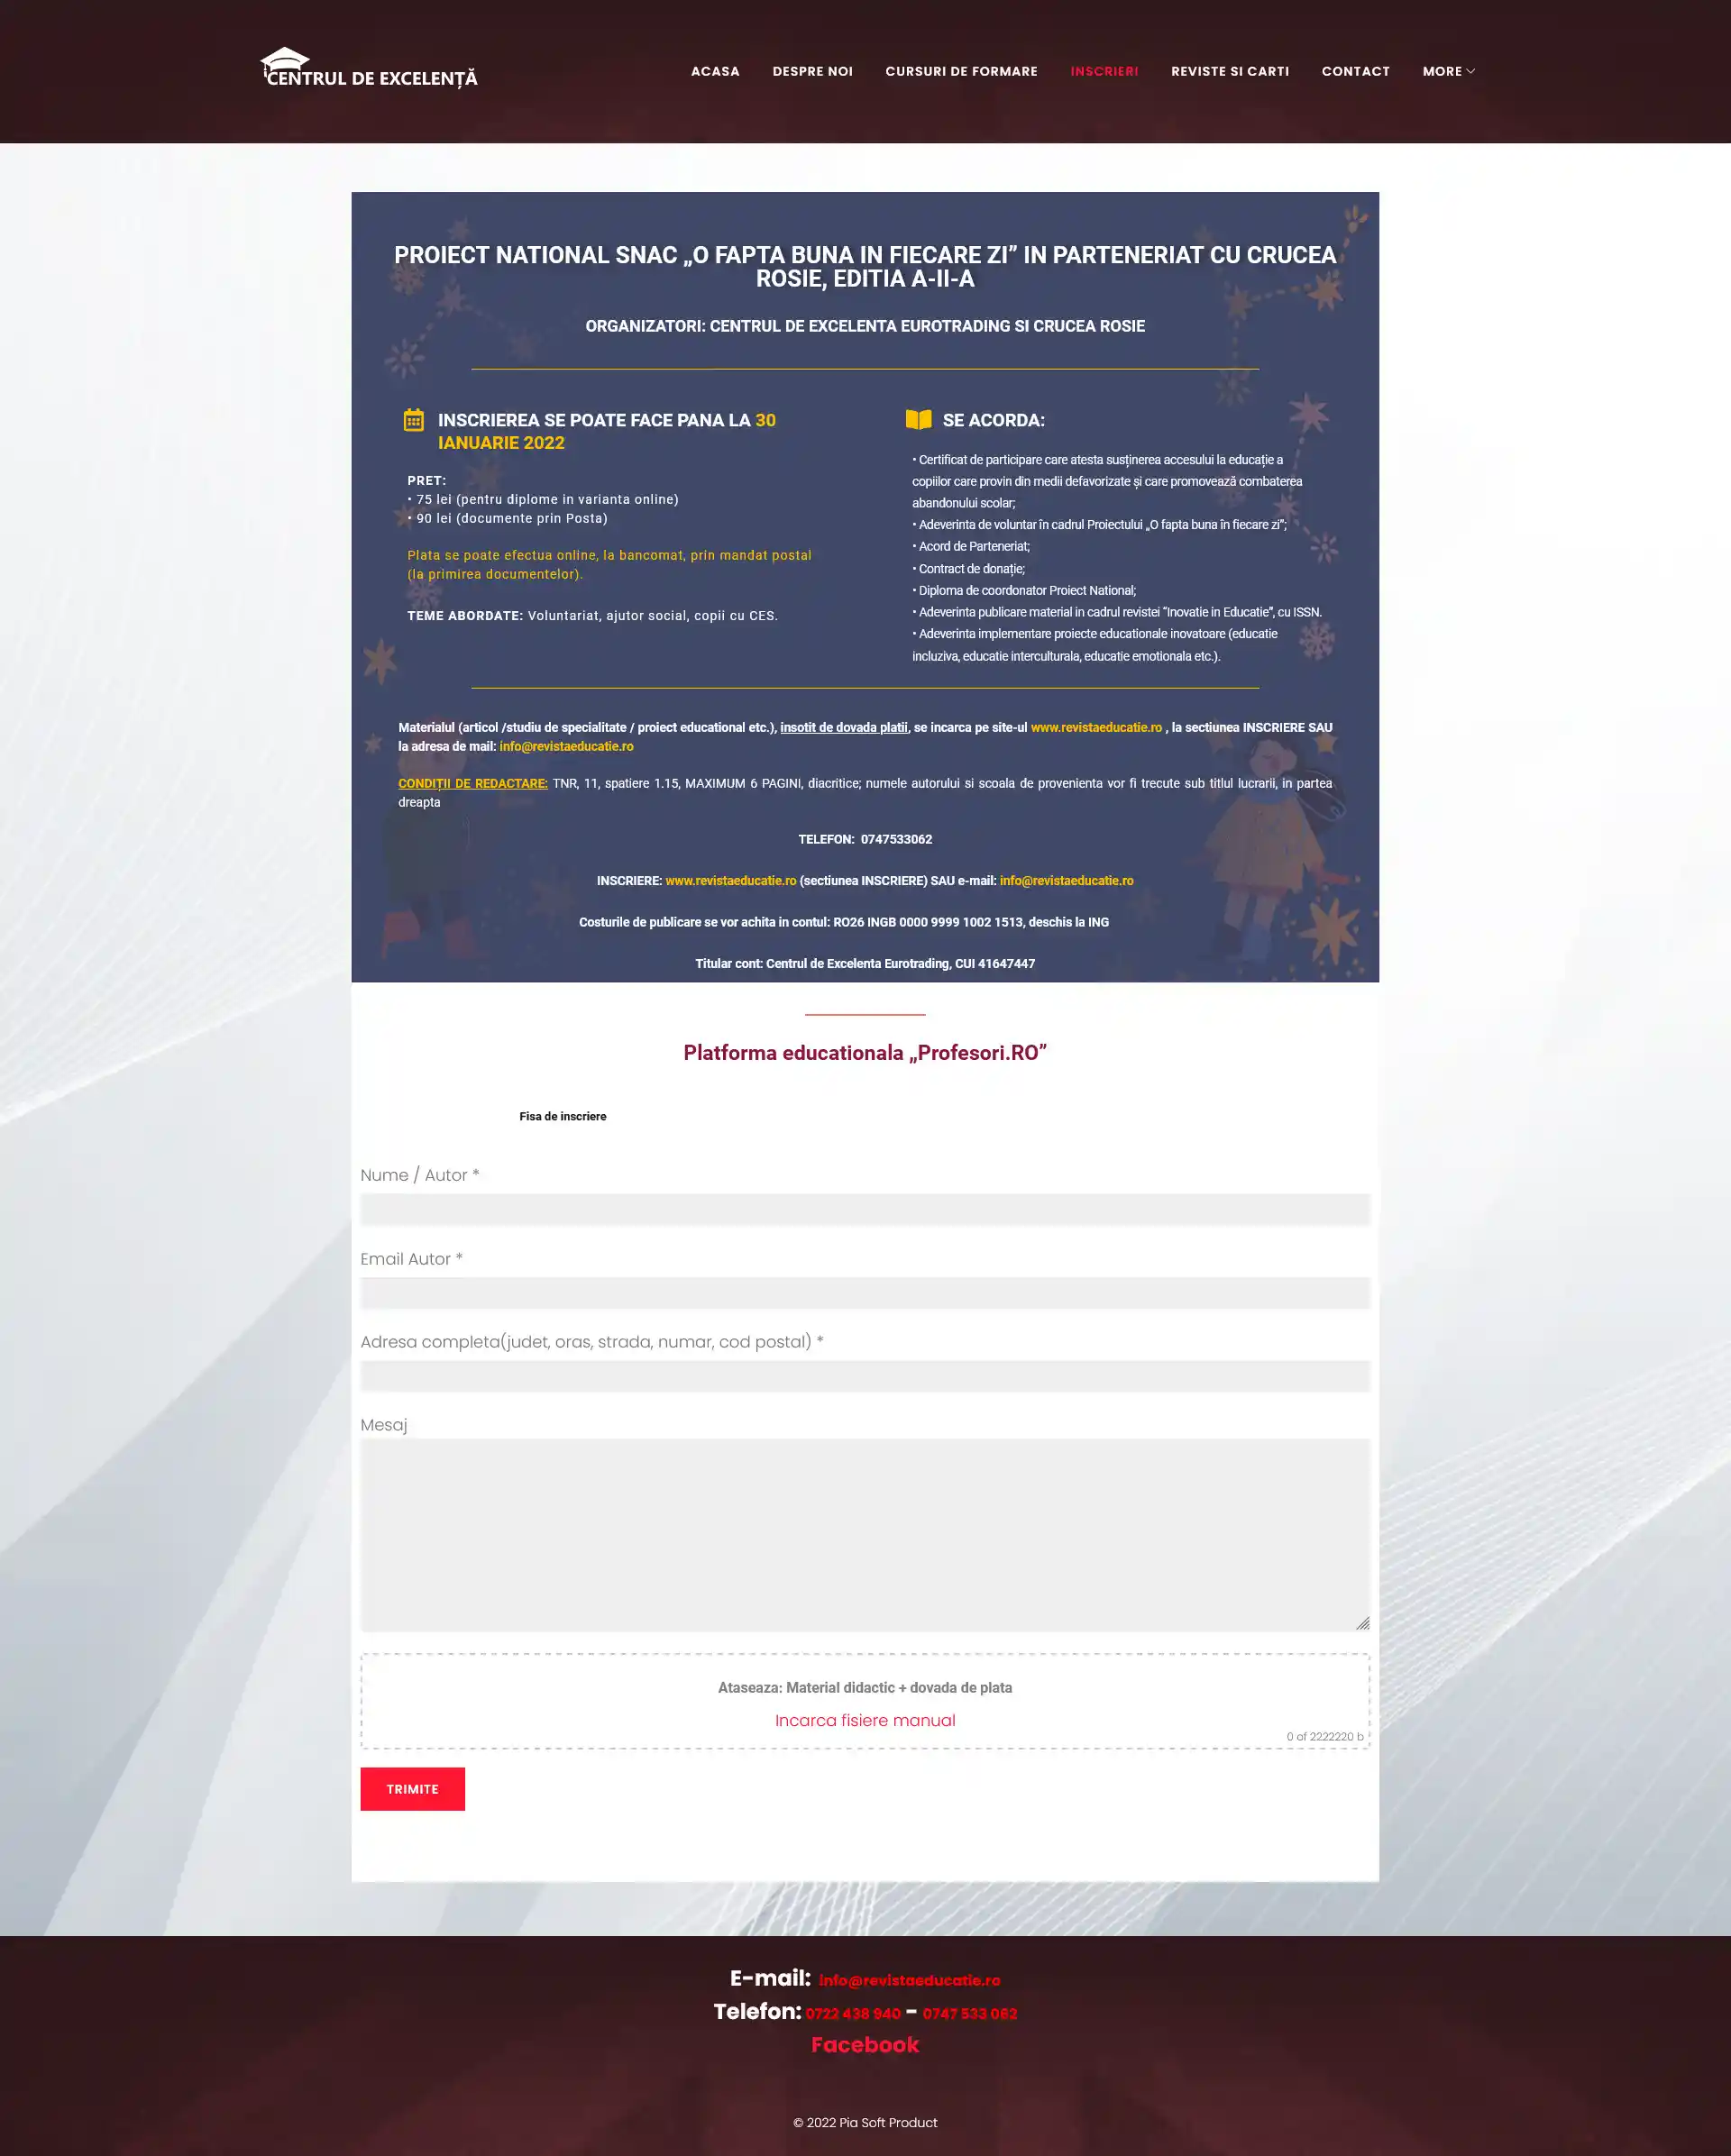 CENTRUL DE EXCELENȚĂ
ACASA
DESPRE NOI
CURSURI DE FORMARE
INSCRIERI
REVISTE SI CARTI
CONTACT
MORE
PROIECT NATIONAL SNAC „O FAPTA BUNA IN FIECARE ZI” IN PARTENERIAT CU CRUCEA
ROSIE, EDITIA A-II-A
ORGANIZATORI: CENTRUL DE EXCELENTA EUROTRADING SI CRUCEA ROSIE
INSCRIEREA SE POATE FACE PANA LA 30
IANUARIE 2022
PRET:
• 75 lei (pentru diplome in varianta online)
• 90 lei (documente prin Posta)
Plata se poate efectua online, la bancomat, prin mandat postal
(la primirea documentelor).
TEME ABORDATE: Voluntariat, ajutor social, copii cu CES.
SE ACORDA:
• Certificat de participare care atesta susținerea accesului la educație a
copiilor care provin din medii defavorizate și care promovează combaterea
abandonului scolar;
• Adeverinta de voluntar în cadrul Proiectului „O fapta buna în fiecare zi”;
• Acord de Parteneriat;
• Contract de donație;
• Diploma de coordonator Proiect National;
• Adeverinta publicare material in cadrul revistei “Inovatie in Educatie”, cu ISSN.
• Adeverinta implementare proiecte educationale inovatoare (educatie
incluziva, educatie interculturala, educatie emotionala etc.).
Materialul (articol /studiu de specialitate / proiect educational etc.), insotit de dovada platii, se incarca pe site-ul www.revistaeducatie.ro , la sectiunea INSCRIERE SAU
la adresa de mail: info@revistaeducatie.ro
CONDIȚII DE REDACTARE: TNR, 11, spatiere 1.15, MAXIMUM 6 PAGINI, diacritice; numele autorului si scoala de provenienta vor fi trecute sub titlul lucrarii, in partea
dreapta
TELEFON: 0747533062
INSCRIERE: www.revistaeducatie.ro (sectiunea INSCRIERE) SAU e-mail: info@revistaeducatie.ro
Costurile de publicare se vor achita in contul: RO26 INGB 0000 9999 1002 1513, deschis la ING
Titular cont: Centrul de Excelenta Eurotrading, CUI 41647447
Platforma educationala „Profesori.RO”
Fisa de inscriere
Nume / Autor *
Email Autor *
Adresa completa(judet, oras, strada, numar, cod postal) *
Mesaj
Ataseaza: Material didactic + dovada de plata
Incarca fisiere manual
0 of 2222220 b
TRIMITE
E-mail: info@revistaeducatie.ro
Telefon: 0722 438 940 - 0747 533 062
Facebook
© 2022 Pia Soft Product